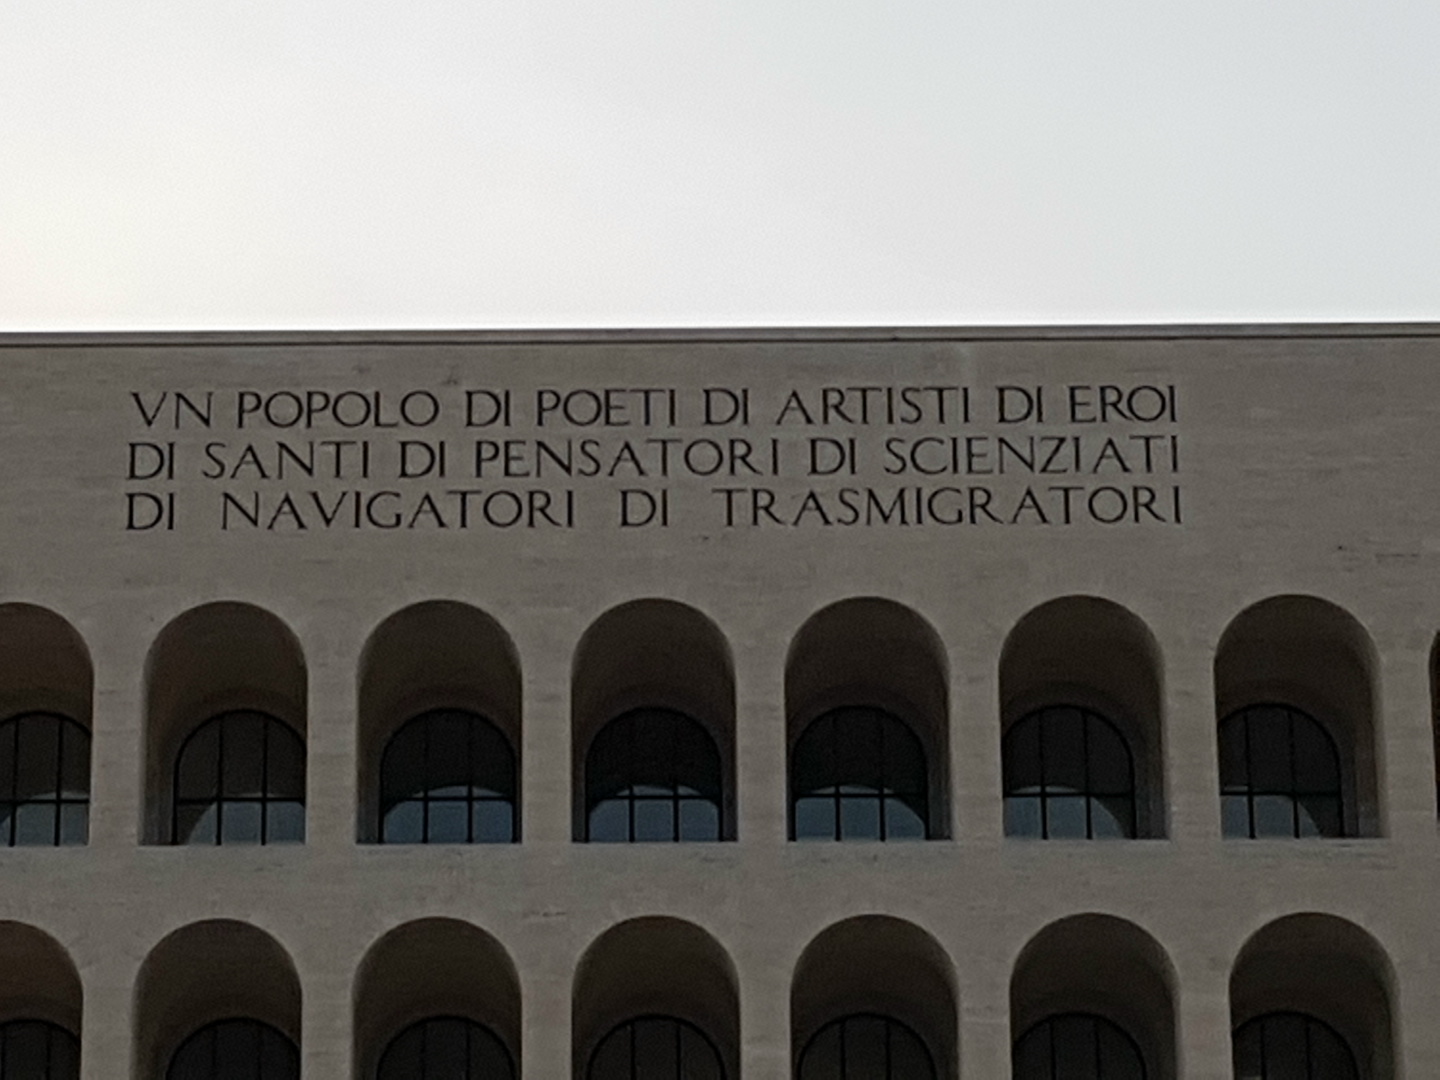 VN POPOLO DI POETI DI ARTISTI DI EROI
DI SANTI DI PENSATORI DI SCIENZIATI
DI NAVIGATORI DI TRASMIGRATORI